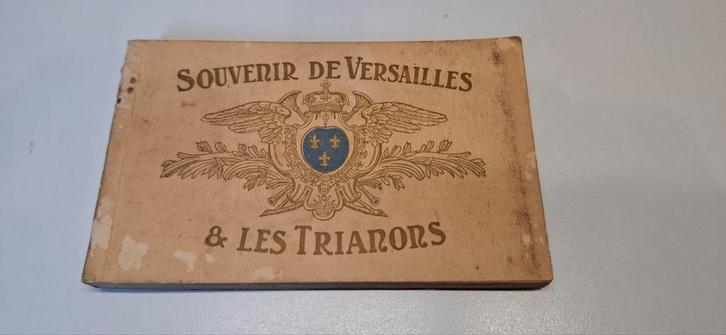 SOUVENIR DE VERSAILLES
& LES TRIANONS